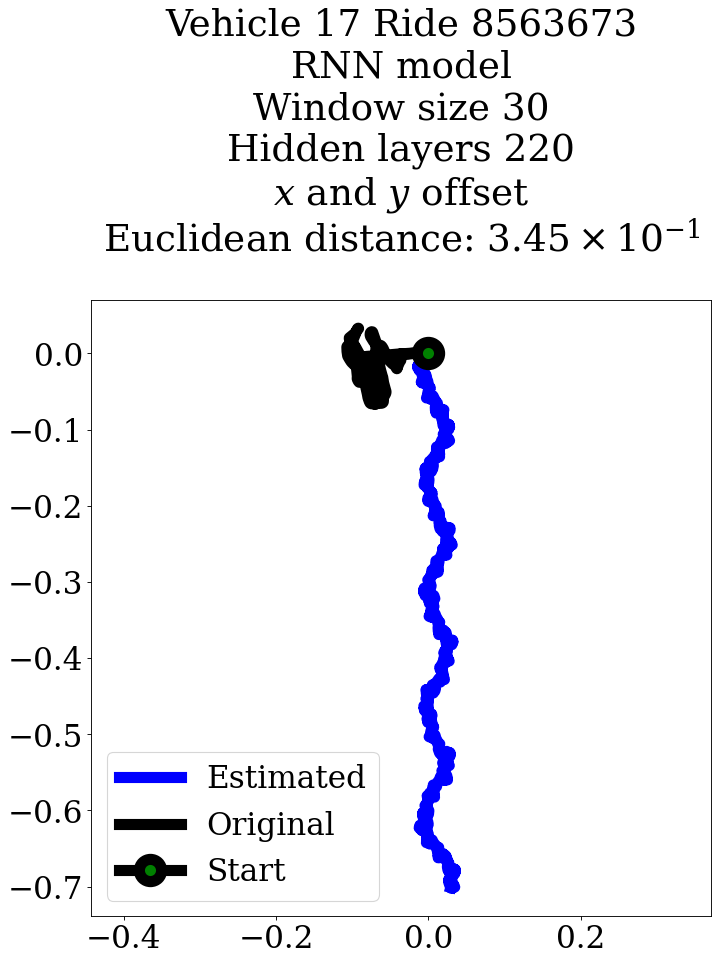 Vehicle 17 Ride 8563673
RNN model
Window size 30
Hidden layers 220
x and y offset
Euclidean distance: 3.45 × 10⁻¹
0.0
−0.1
−0.2
−0.3
−0.4
−0.5
−0.6
−0.7
Estimated
Original
Start
−0.4 −0.2 0.0 0.2